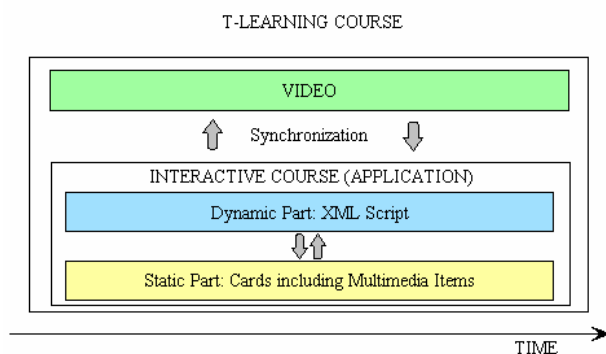 T-LEARNING COURSE
VIDEO
Synchronization
INTERACTIVE COURSE (APPLICATION)
Dynamic Part: XML Script
Static Part: Cards including Multimedia Items
TIME